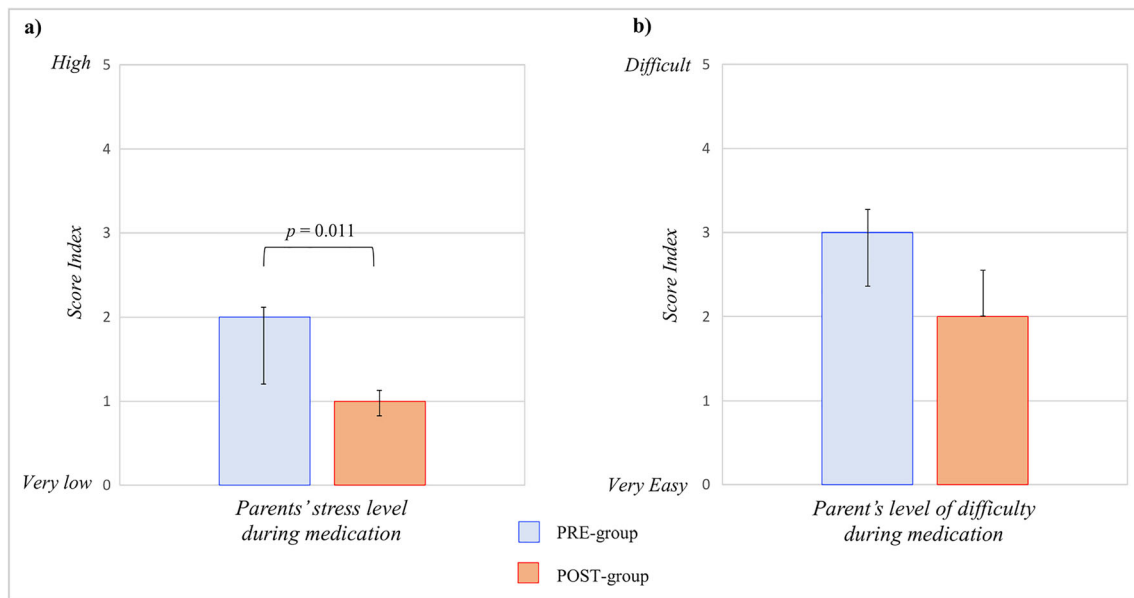 a)
High
5
4
3
2
1
0
Score Index
p = 0.011
Very low
Parents’ stress level
during medication
b)
Difficult
5
4
3
2
1
0
Score Index
Very Easy
Parent’s level of difficulty
during medication
PRE-group
POST-group